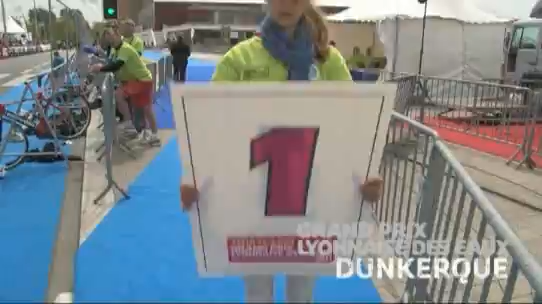 1
GRAND PRIX
LYONNAISE DES EAUX
DUNKERQUE